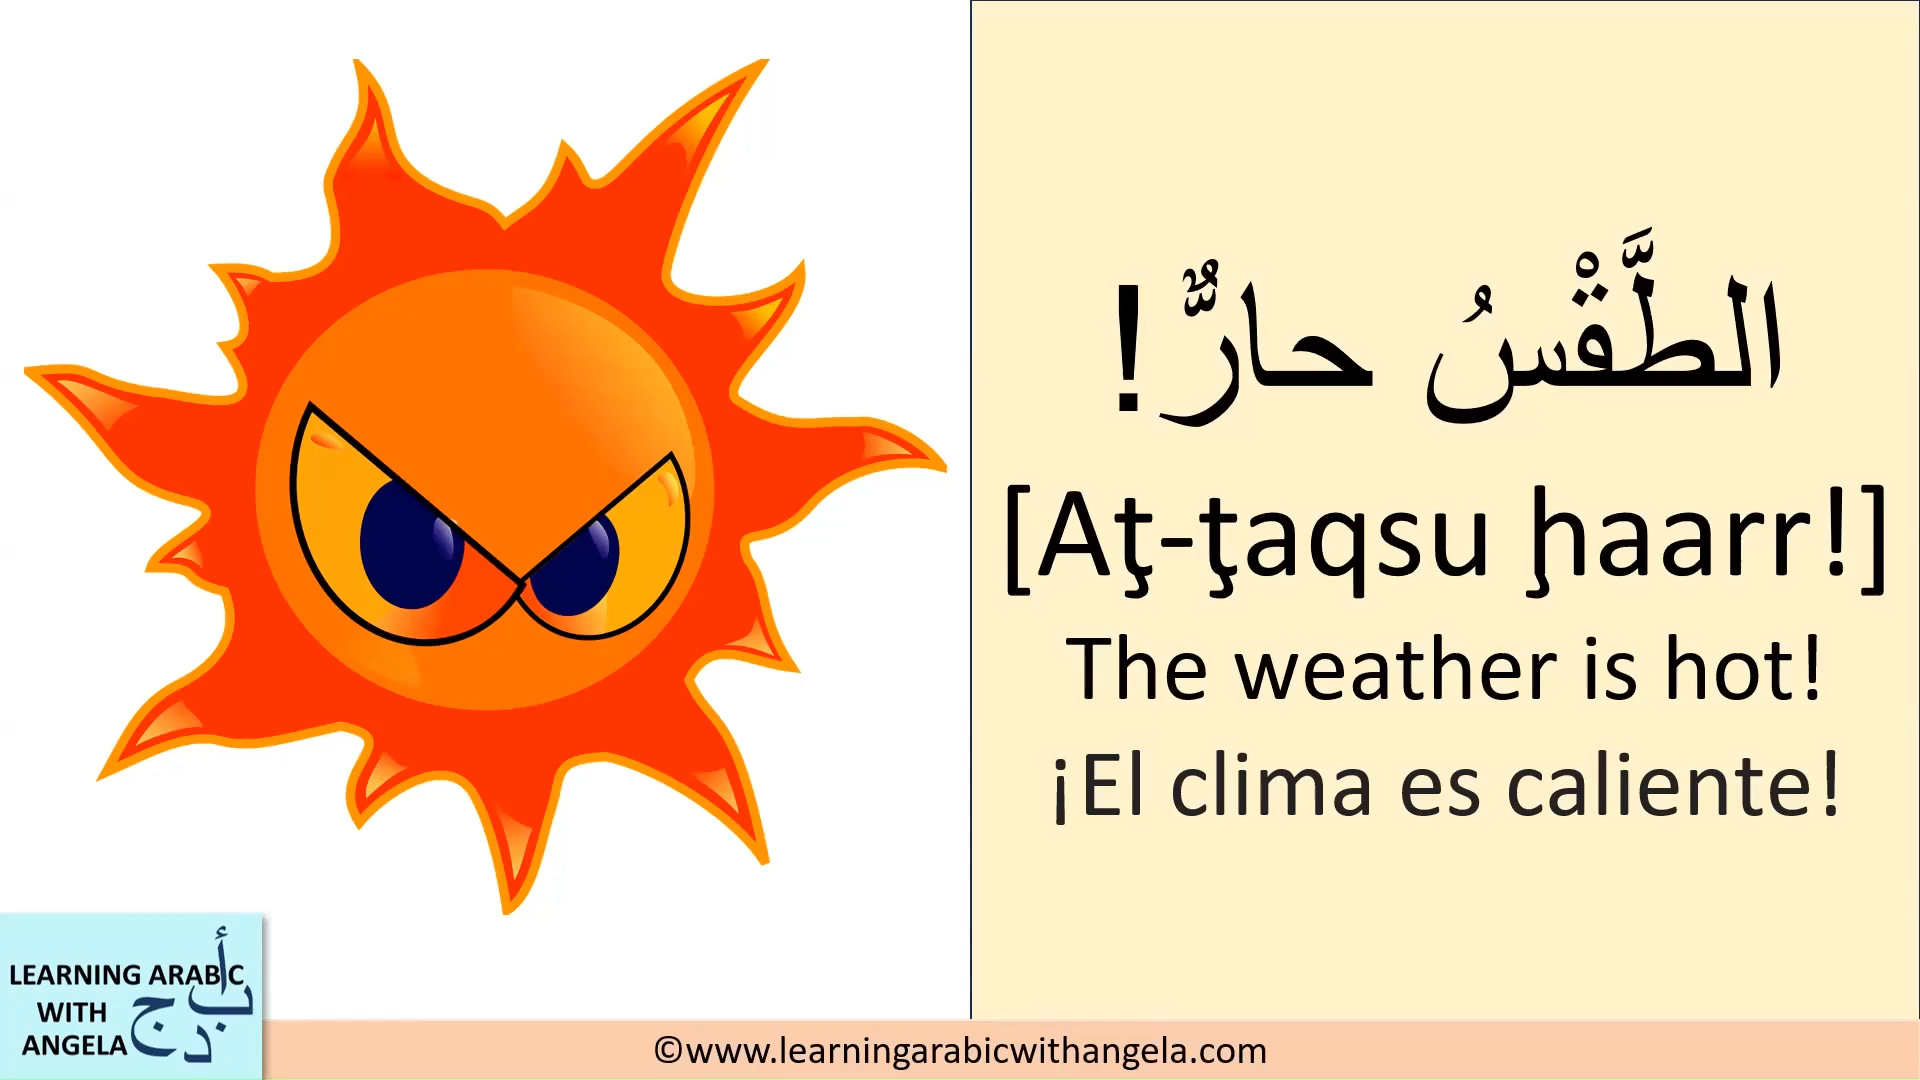 الطَّقْسُ حارٌّ!
[Aţ-ţaqsu ḩaarr!]
The weather is hot!
¡El clima es caliente!
LEARNING ARABIC
WITH
ANGELA
أ ب ج د
©www.learningarabicwithangela.com